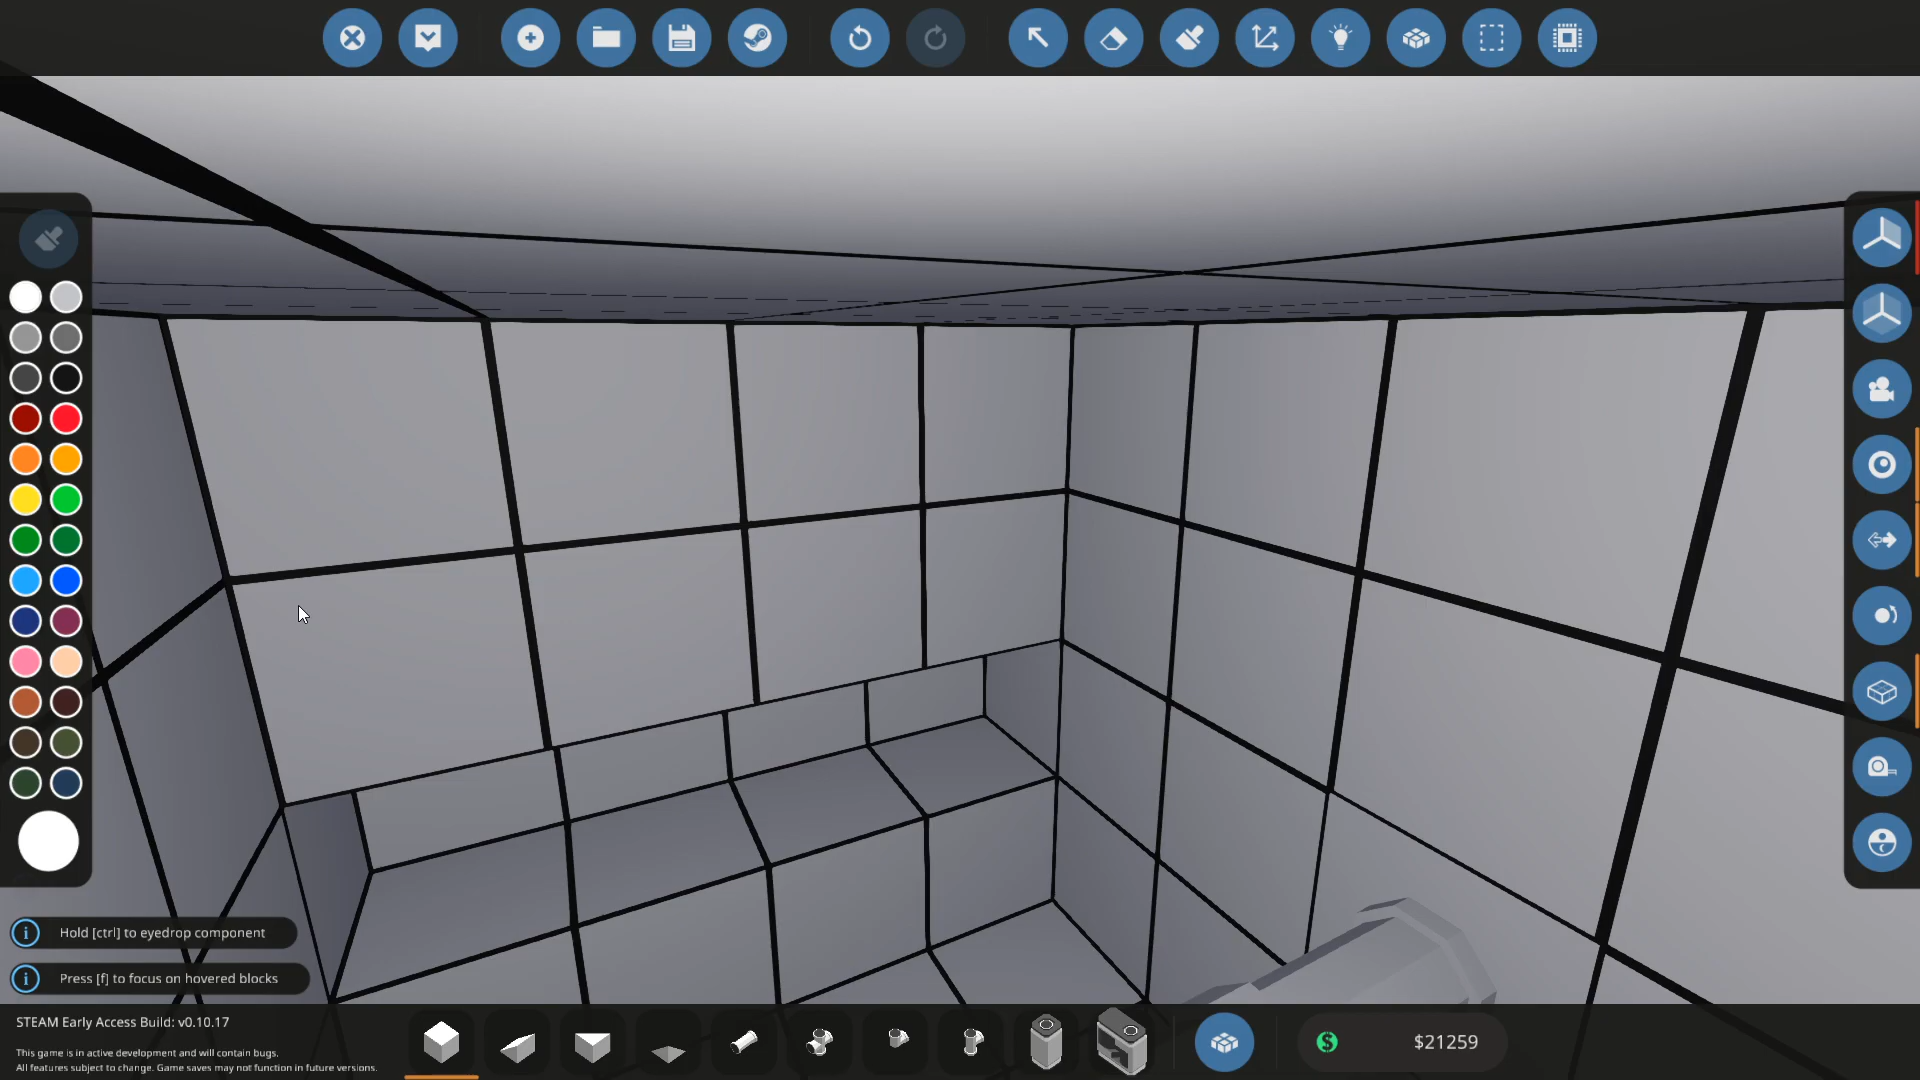 Hold [ctrl] to eyedrop component
Press [f] to focus on hovered blocks
STEAM Early Access Build: v0.10.17
This game is in active development and will contain bugs.
All features subject to change. Game saves may not function in future versions.
$21259